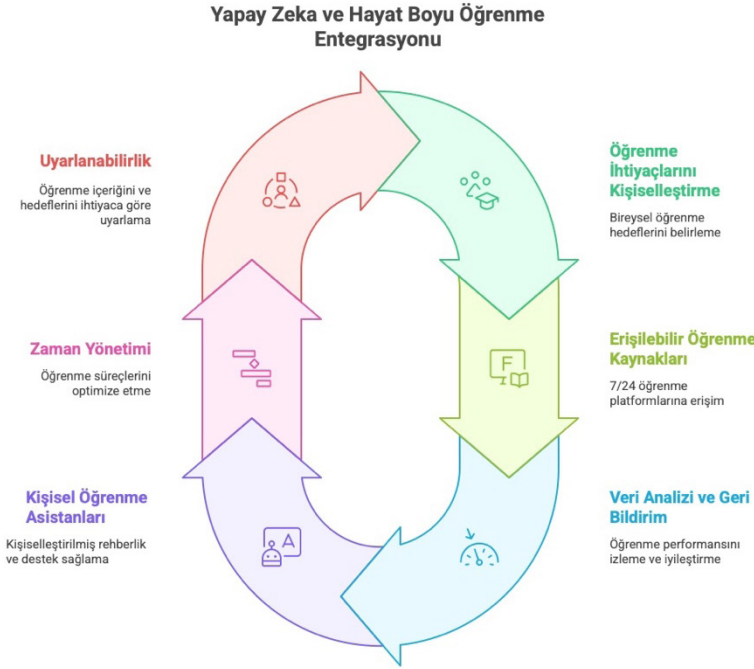 Yapay Zeka ve Hayat Boyu Öğrenme
Entegrasyonu
Uyarlanabilirlik
Öğrenme içeriğini ve
hedeflerini ihtiyaca göre
uyarlama
Öğrenme
İhtiyaçlarını
Kişiselleştirme
Bireysel öğrenme
hedeflerini belirleme
Zaman Yönetimi
Öğrenme süreçlerini
optimize etme
Erişilebilir Öğrenme
Kaynakları
7/24 öğrenme
platformlarına erişim
F
Kişisel Öğrenme
Asistanları
Kişiselleştirilmiş rehberlik
ve destek sağlama
A
Veri Analizi ve Geri
Bildirim
Öğrenme performansını
izleme ve iyileştirme